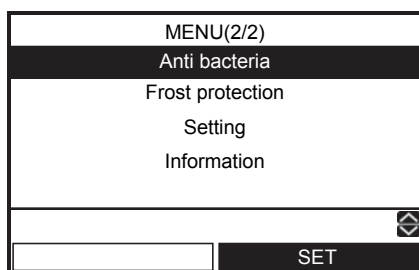 MENU(2/2)
Anti bacteria
Frost protection
Setting
Information
SET